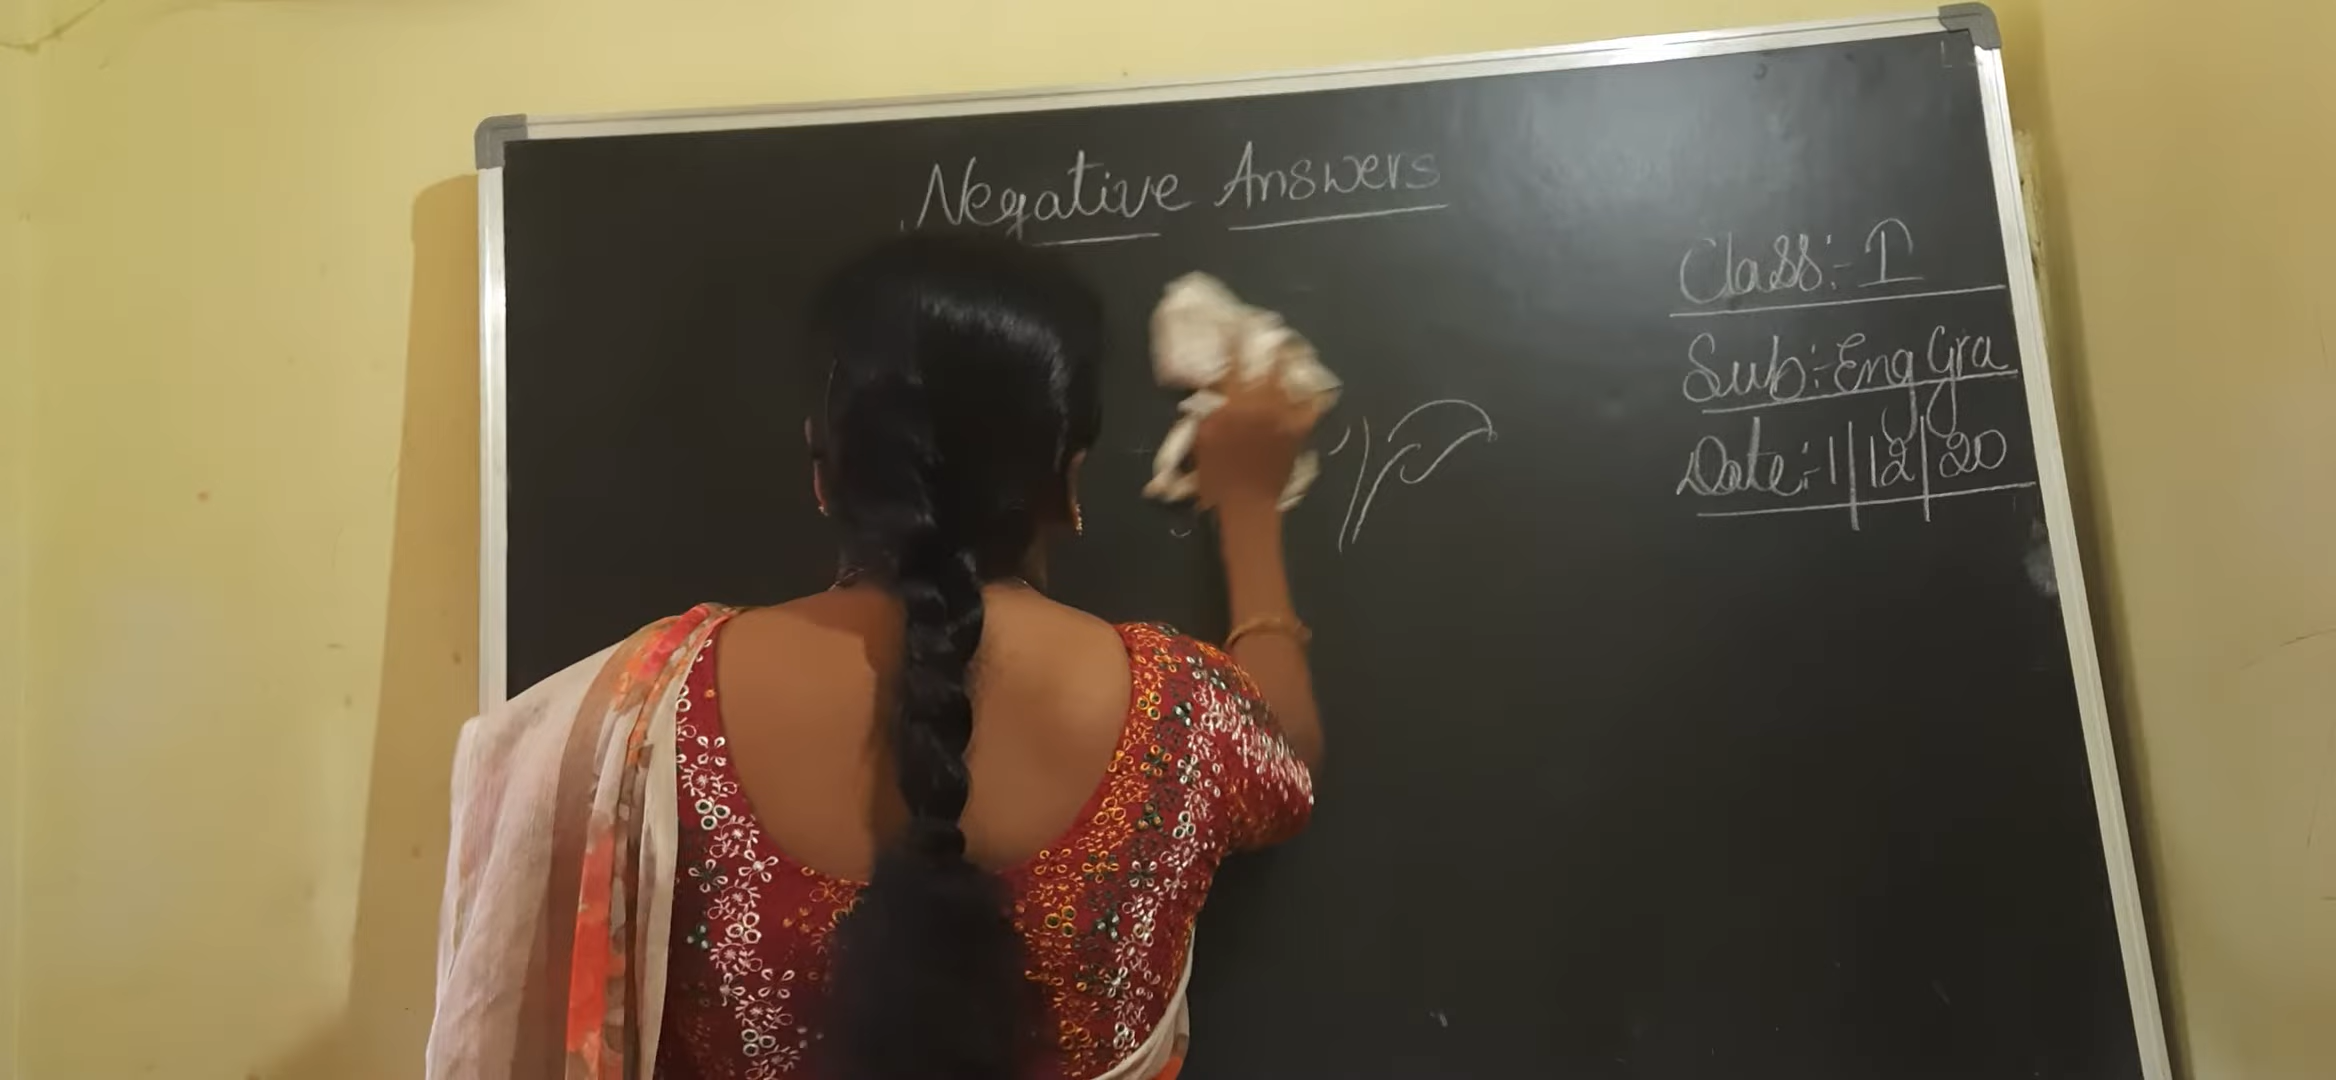 Negative Answers
Class:- I
Sub:- Eng Gra
Date:- 1/12/20